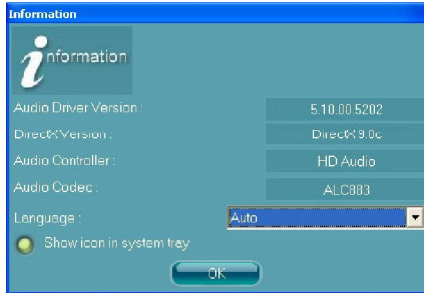 Information
information
Audio Driver Version : 5.10.00.5202
DirectX Version : DirectX 9.0c
Audio Controller : HD Audio
Audio Codec : ALC883
Language : Auto
Show icon in system tray
OK